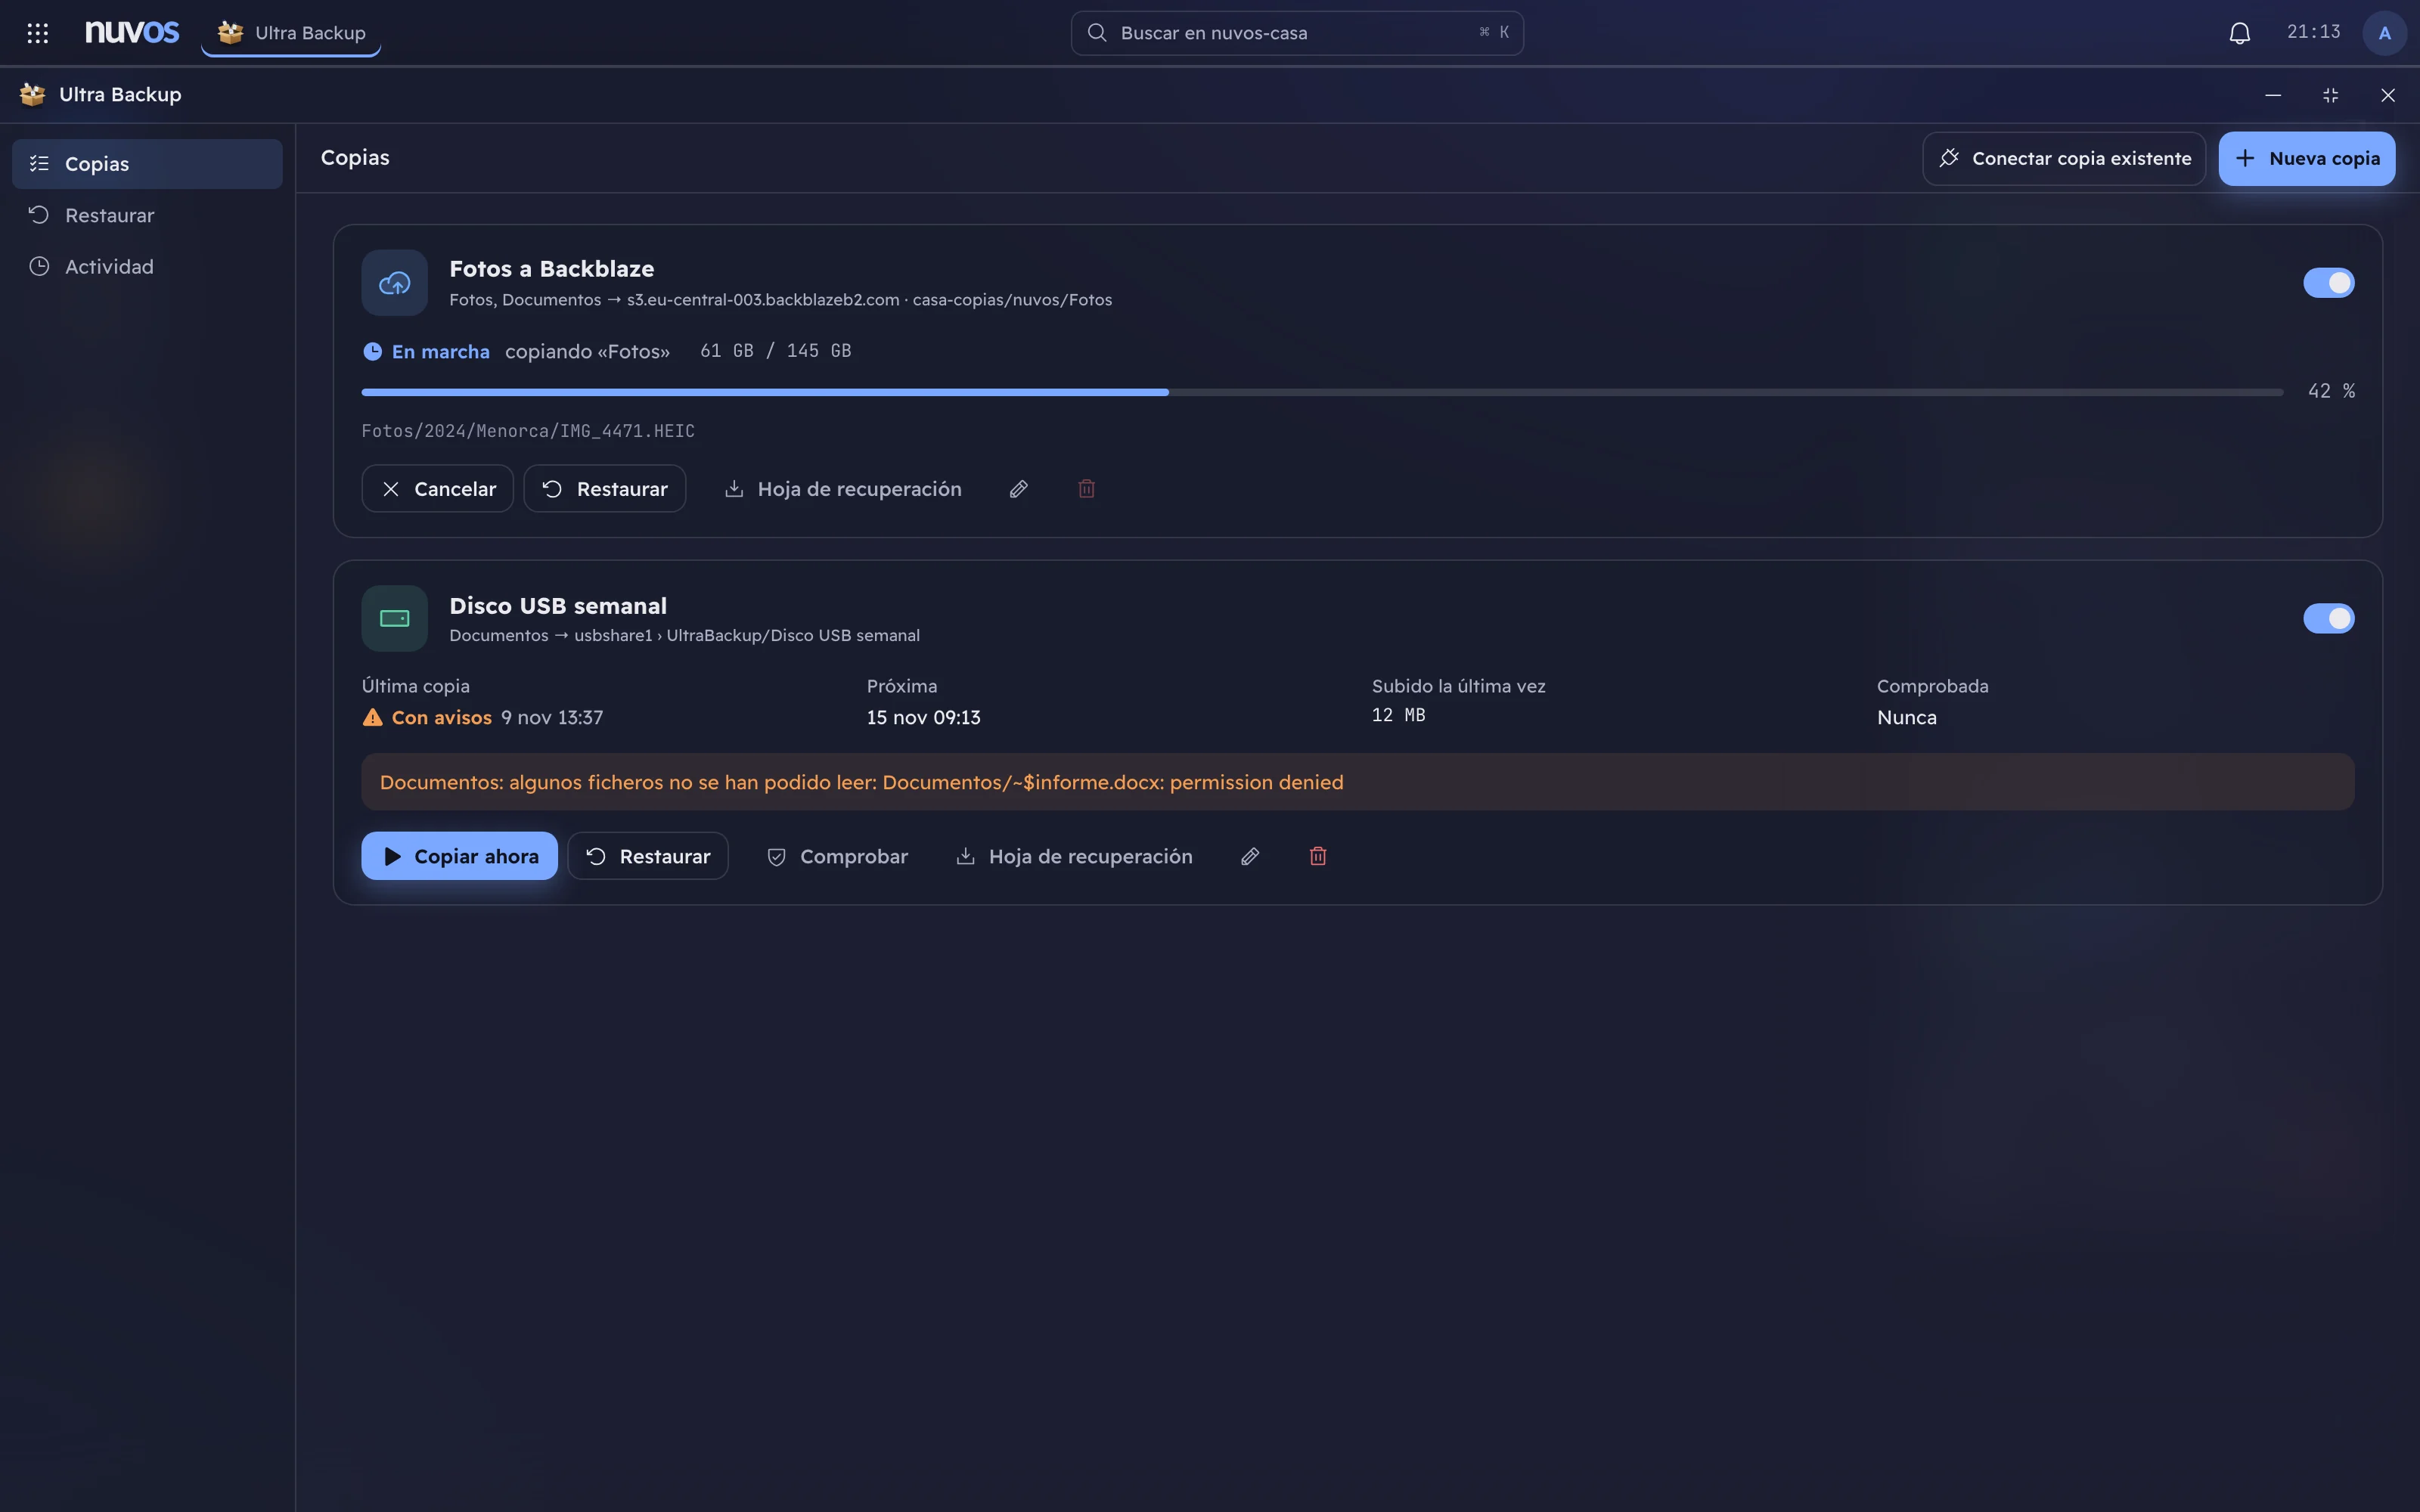 nuvos
Ultra Backup
Buscar en nuvos-casa
⌘ K
21:13
A
Ultra Backup
Copias
Restaurar
Actividad
Copias
Conectar copia existente
Nueva copia
Fotos a Backblaze
Fotos, Documentos → s3.eu-central-003.backblazeb2.com · casa-copias/nuvos/Fotos
En marcha copiando «Fotos» 61 GB / 145 GB
42 %
Fotos/2024/Menorca/IMG_4471.HEIC
Cancelar
Restaurar
Hoja de recuperación
Disco USB semanal
Documentos → usbshare1 › UltraBackup/Disco USB semanal
Última copia
Con avisos 9 nov 13:37
Próxima
15 nov 09:13
Subido la última vez
12 MB
Comprobada
Nunca
Documentos: algunos ficheros no se han podido leer: Documentos/~$informe.docx: permission denied
Copiar ahora
Restaurar
Comprobar
Hoja de recuperación